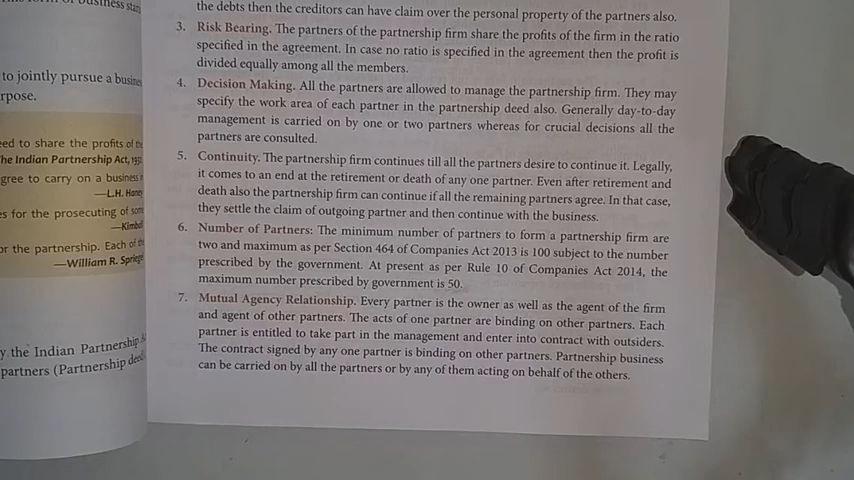 to jointly pursue a business
rpose.
eed to share the profits of
he Indian Partnership Act, 193
gree to carry on a business
—L.H. Haney
es for the prosecuting of some
—Kimball
or the partnership. Each of
—William R. Spriegel
y the Indian Partnership
partners (Partnership deed
the debts then the creditors can have claim over the personal property of the partners also.
3. Risk Bearing. The partners of the partnership firm share the profits of the firm in the ratio
specified in the agreement. In case no ratio is specified in the agreement then the profit is
divided equally among all the members.
4. Decision Making. All the partners are allowed to manage the partnership firm. They may
specify the work area of each partner in the partnership deed also. Generally day-to-day
management is carried on by one or two partners whereas for crucial decisions all the
partners are consulted.
5. Continuity. The partnership firm continues till all the partners desire to continue it. Legally,
it comes to an end at the retirement or death of any one partner. Even after retirement and
death also the partnership firm can continue if all the remaining partners agree. In that case,
they settle the claim of outgoing partner and then continue with the business.
6. Number of Partners: The minimum number of partners to form a partnership firm are
two and maximum as per Section 464 of Companies Act 2013 is 100 subject to the number
prescribed by the government. At present as per Rule 10 of Companies Act 2014, the
maximum number prescribed by government is 50.
7. Mutual Agency Relationship. Every partner is the owner as well as the agent of the firm
and agent of other partners. The acts of one partner are binding on other partners. Each
partner is entitled to take part in the management and enter into contract with outsiders.
The contract signed by any one partner is binding on other partners. Partnership business
can be carried on by all the partners or by any of them acting on behalf of the others.